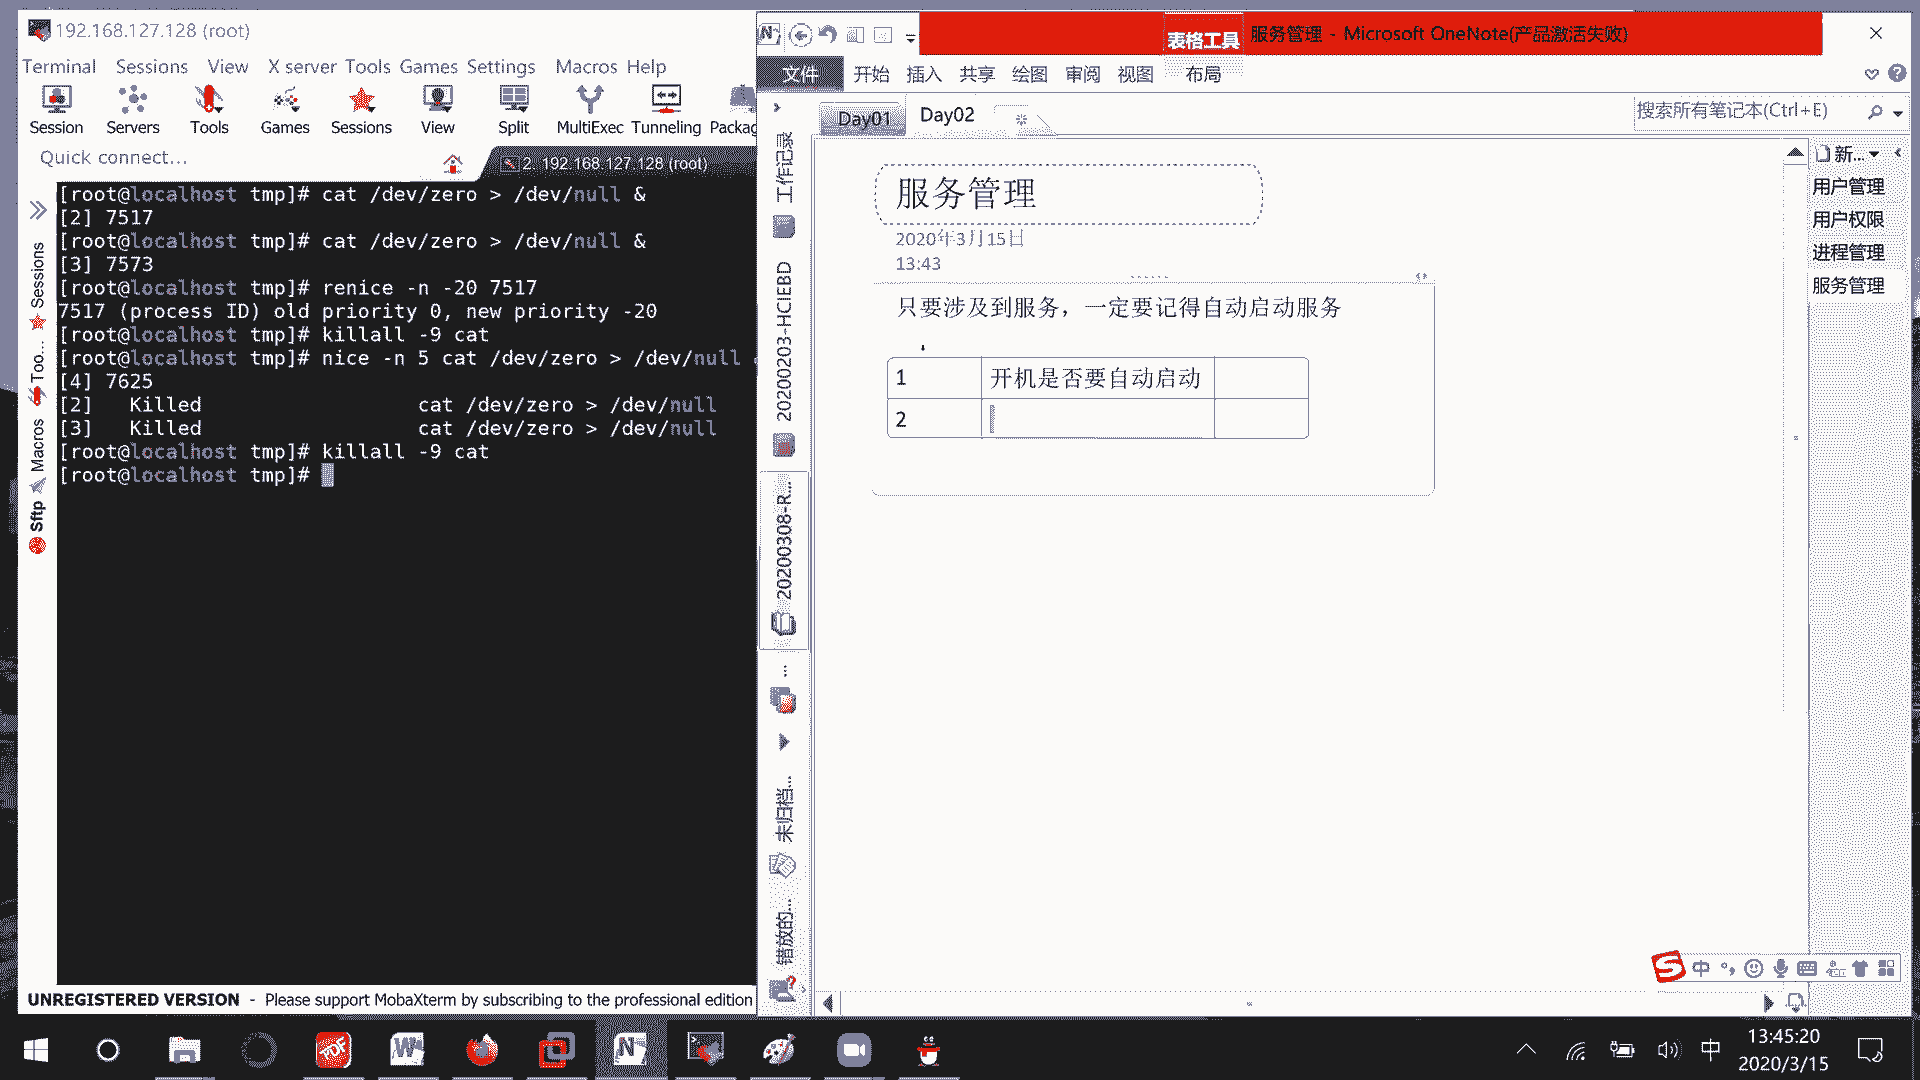 192.168.127.128 (root)
Terminal Sessions View X server Tools Games Settings Macros Help
Session Servers Tools Games Sessions View Split MultiExec Tunneling Packag
Quick connect...
2. 192.168.127.128 (root)
[root@localhost tmp]# cat /dev/zero > /dev/null &
[2] 7517
[root@localhost tmp]# cat /dev/zero > /dev/null &
[3] 7573
[root@localhost tmp]# renice -n -20 7517
7517 (process ID) old priority 0, new priority -20
[root@localhost tmp]# killall -9 cat
[root@localhost tmp]# nice -n 5 cat /dev/zero > /dev/null
[4] 7625
[2] Killed cat /dev/zero > /dev/null
[3] Killed cat /dev/zero > /dev/null
[root@localhost tmp]# killall -9 cat
[root@localhost tmp]#
Sessions
Too...
Macros
Sftp
UNREGISTERED VERSION - Please support MobaXterm by subscribing to the professional edition
表格工具
服务管理 - Microsoft OneNote(产品激活失败)
文件 开始 插入 共享 绘图 审阅 视图 布局
Day01 Day02
搜索所有笔记本(Ctrl+E)
工作记录
20200203-HCIEBD
20200308-R...
未归档...
错放的...
服务管理
2020年3月15日
13:43
只要涉及到服务，一定要记得自动启动服务
1 开机是否要自动启动
2
新...
用户管理
用户权限
进程管理
服务管理
中
中
13:45:20
2020/3/15